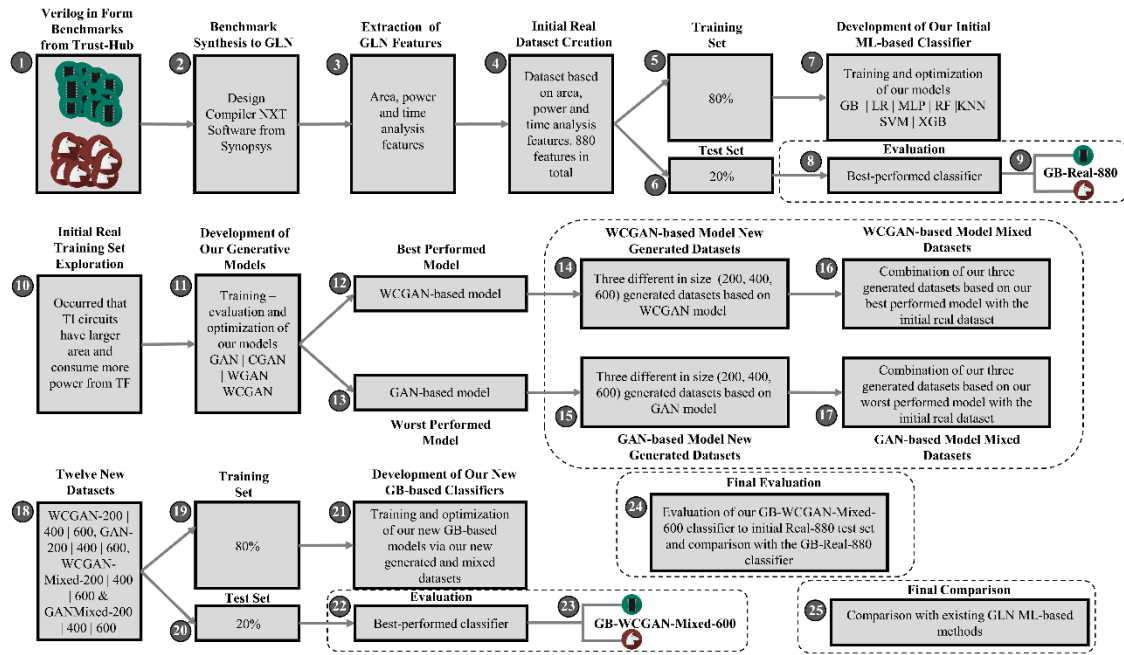 Verilog in Form
Benchmarks
from Trust-Hub
1
Benchmark
Synthesis to GLN
2
Design
Compiler NXT
Software from
Synopsys
Extraction of
GLN Features
3
Area, power
and time
analysis
features
Initial Real
Dataset Creation
4
Dataset based
on area,
power and
time analysis
features. 880
features in
total
Training
Set
5
80%
Test Set
6
20%
Development of Our Initial
ML-based Classifier
7
Training and optimization
of our models
GB | LR | MLP | RF |KNN
SVM | XGB
Evaluation
8
Best-performed classifier
9
GB-Real-880
Initial Real
Training Set
Exploration
10
Occurred that
TI circuits
have larger
area and
consume more
power from TF
Development of
Our Generative
Models
11
Training –
evaluation and
optimization of
our models
GAN | CGAN
| WGAN
WCGAN
Best Performed
Model
12
WCGAN-based model
13
GAN-based model
Worst Performed
Model
WCGAN-based Model New
Generated Datasets
14
Three different in size (200, 400,
600) generated datasets based on
WCGAN model
WCGAN-based Model Mixed
Datasets
16
Combination of our three
generated datasets based on our
best performed model with the
initial real dataset
15
Three different in size (200, 400,
600) generated datasets based on
GAN model
GAN-based Model New
Generated Datasets
17
Combination of our three
generated datasets based on our
worst performed model with the
initial real dataset
GAN-based Model Mixed
Datasets
Twelve New
Datasets
18
WCGAN-200 |
400 | 600, GAN-
200 | 400 | 600,
WCGAN-
Mixed-200 | 400
| 600 &
GANMixed-200
| 400 | 600
Training
Set
19
80%
Test Set
20
20%
Development of Our New
GB-based Classifiers
21
Training and optimization
of our new GB-based
models via our new
generated and mixed
datasets
Evaluation
22
Best-performed classifier
23
GB-WCGAN-Mixed-600
Final Evaluation
24
Evaluation of our GB-WCGAN-Mixed-
600 classifier to initial Real-880 test set
and comparison with the GB-Real-880
classifier
Final Comparison
25
Comparison with existing GLN ML-based
methods